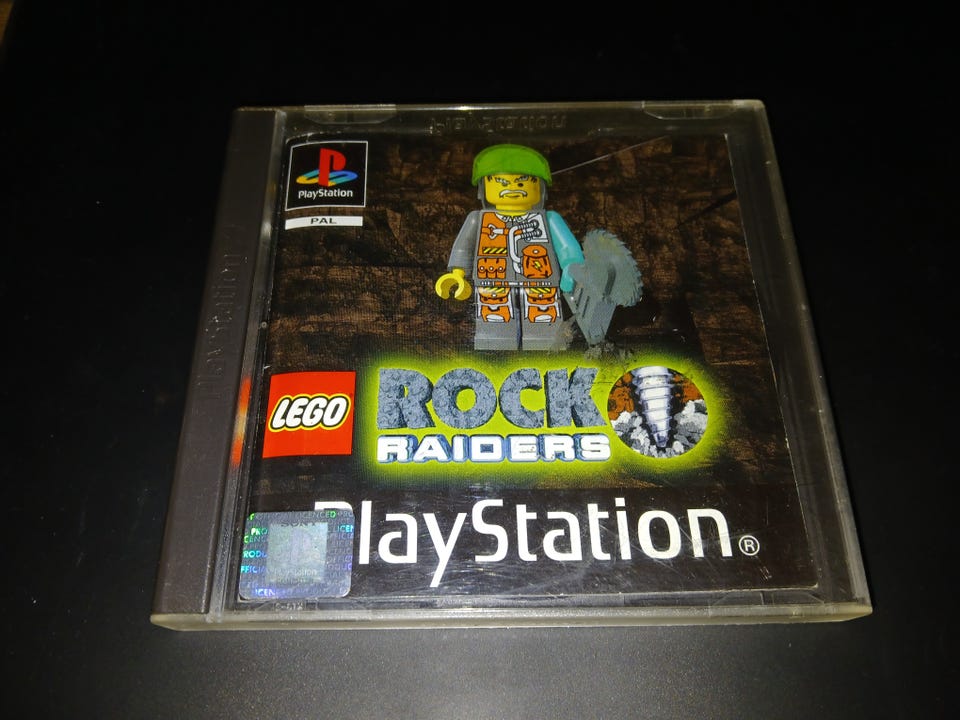 PlayStation
PAL
LEGO
ROCK
RAIDERS
PlayStation®